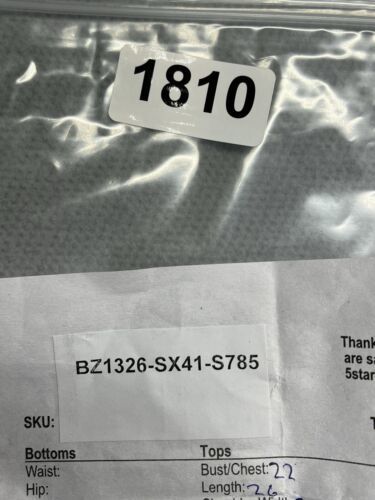 1810
Thank
are sa
5star
BZ1326-SX41-S785
SKU:
Bottoms Tops
Waist: Bust/Chest: 22
Hip: Length: 26